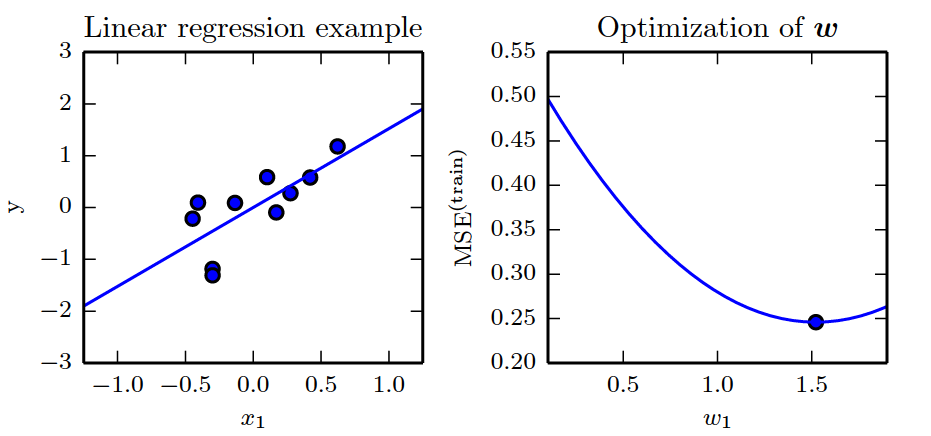 Linear regression example
3
2
1
0
−1
−2
−3
y
−1.0 −0.5 0.0 0.5 1.0
x₁
Optimization of w
0.55
0.50
0.45
0.40
0.35
0.30
0.25
0.20
MSE⁽ᵗʳᵃⁱⁿ⁾
0.5 1.0 1.5
w₁